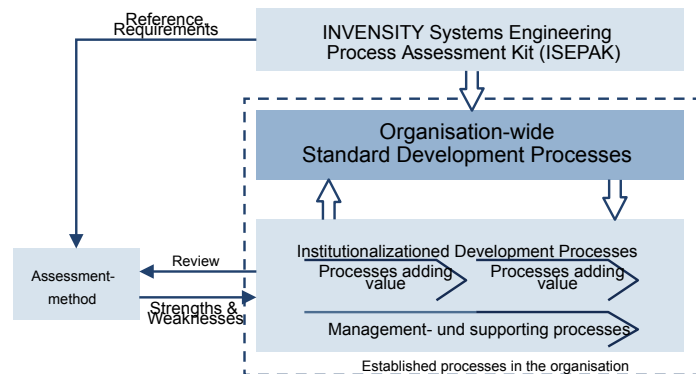 Reference,
Requirements
INVENSITY Systems Engineering
Process Assessment Kit (ISEPAK)
Organisation-wide
Standard Development Processes
Institutionalizationed Development Processes
Processes adding
value
Processes adding
value
Management- und supporting processes
Review
Assessment-
method
Strengths &
Weaknesses
Established processes in the organisation